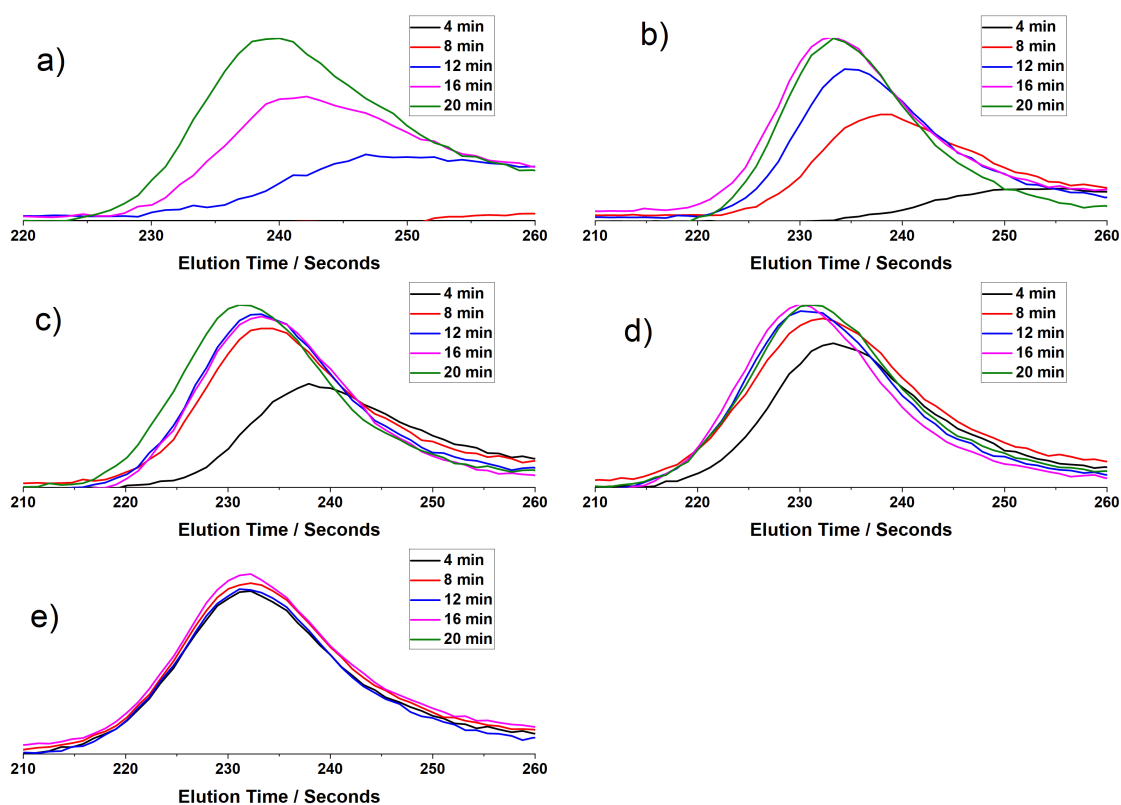 a)
4 min
8 min
12 min
16 min
20 min
220 230 240 250 260
Elution Time / Seconds
b)
4 min
8 min
12 min
16 min
20 min
210 220 230 240 250 260
Elution Time / Seconds
c)
4 min
8 min
12 min
16 min
20 min
210 220 230 240 250 260
Elution Time / Seconds
d)
4 min
8 min
12 min
16 min
20 min
210 220 230 240 250 260
Elution Time / Seconds
e)
4 min
8 min
12 min
16 min
20 min
210 220 230 240 250 260
Elution Time / Seconds